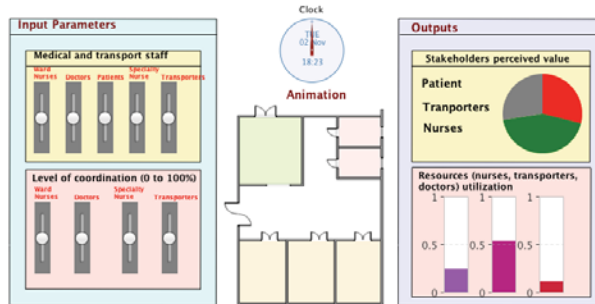 Input Parameters
Medical and transport staff
Ward Nurses
Doctors
Patients
Specialty Nurse
Transporters
Level of coordination (0 to 100%)
Ward Nurses
Doctors
Specialty Nurse
Transporters
Clock
TUE
02 Nov
18:23
Animation
Outputs
Stakeholders perceived value
Patient
Tranporters
Nurses
Resources (nurses, transporters,
doctors) utilization
1
1
1
0.5
0.5
0.5
0
0
0